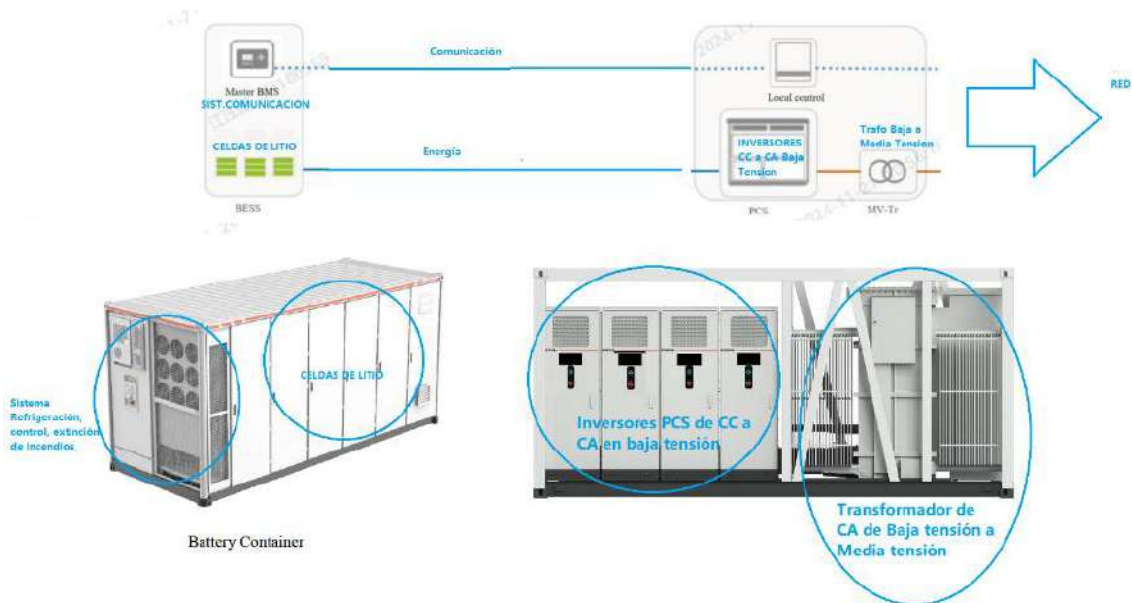 Comunicación
Master BMS
SIST.COMUNICACION
CELDAS DE LITIO
Energía
BESS
Local control
INVERSORES
CC a CA Baja
Tension
PCS
Trafo Baja a
Media Tension
MV-Tr
RED
Sistema
Refrigeración,
control, extinción
de incendios.
CELDAS DE LITIO
Battery Container
Inversores PCS de CC a
CA en baja tensión
Transformador de
CA de Baja tensión a
Media tensión